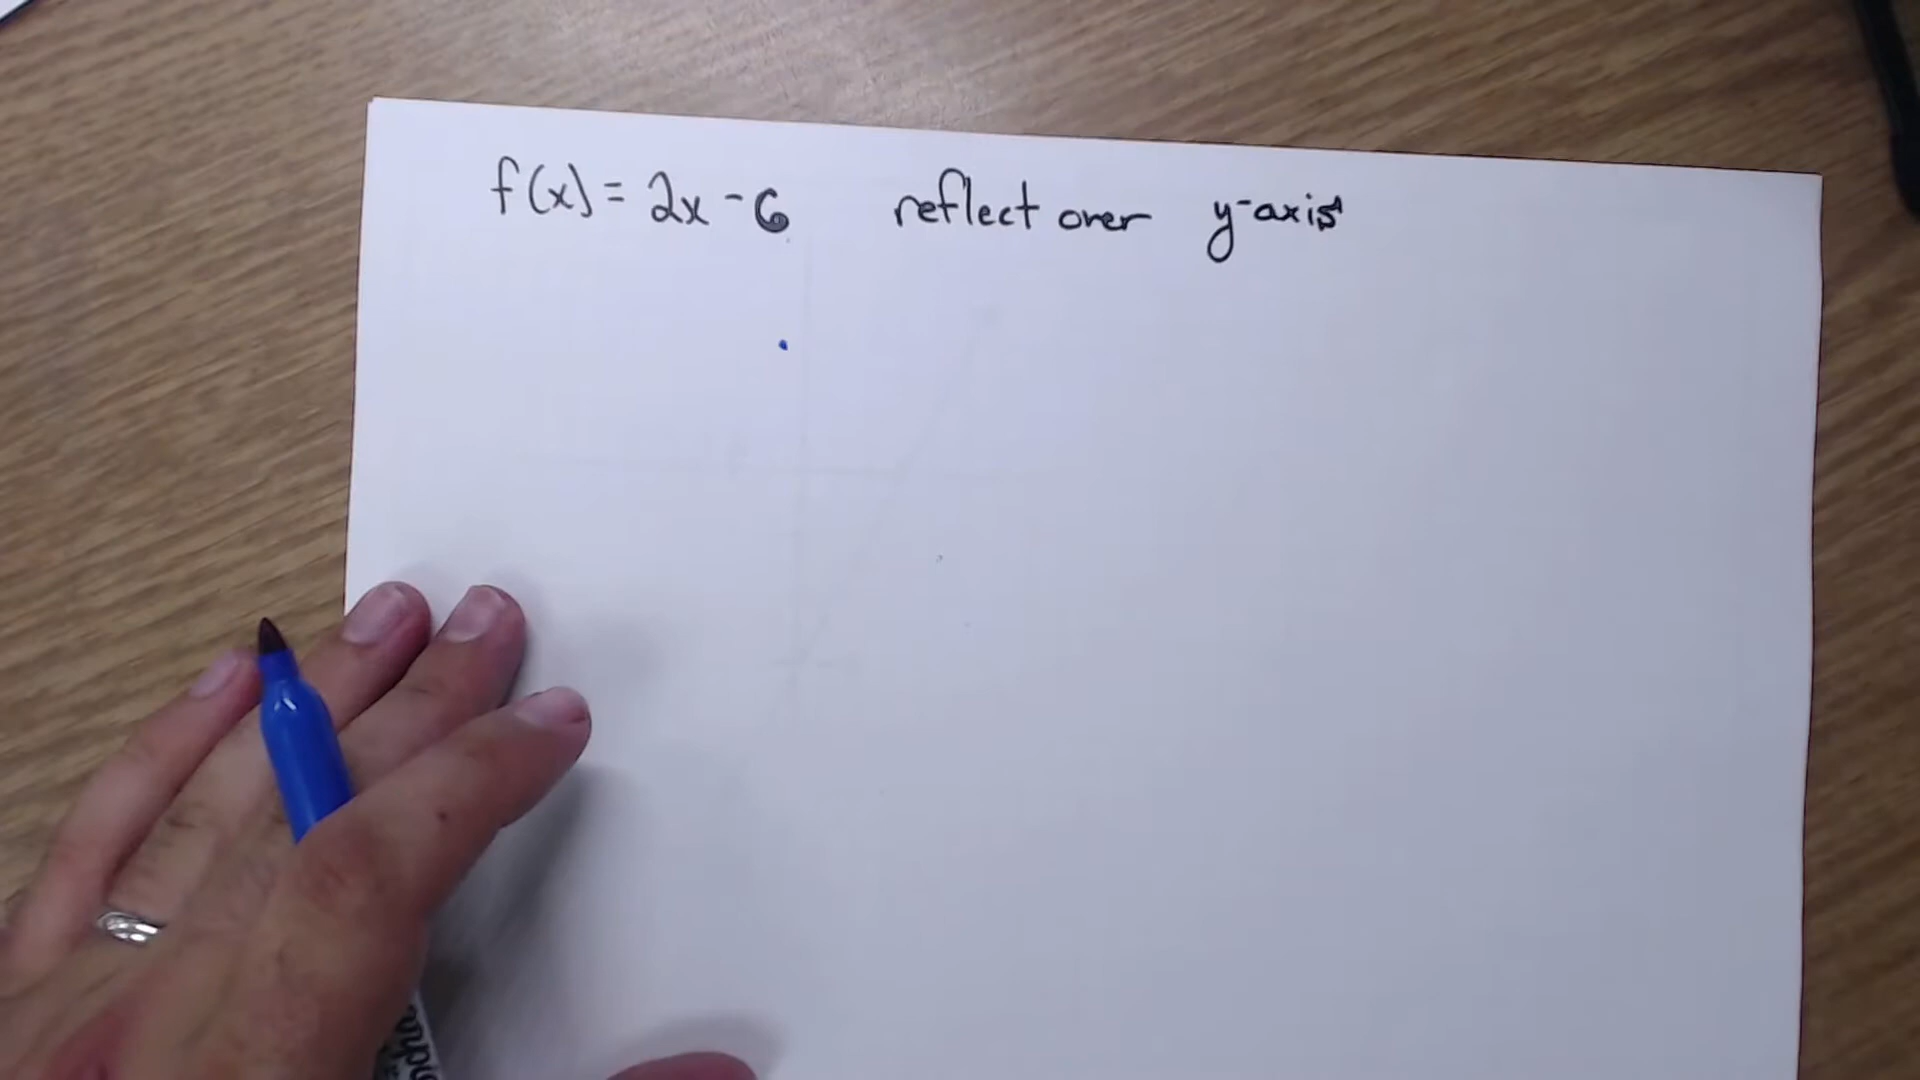 f(x) = 2x - 6 reflect over y-axis